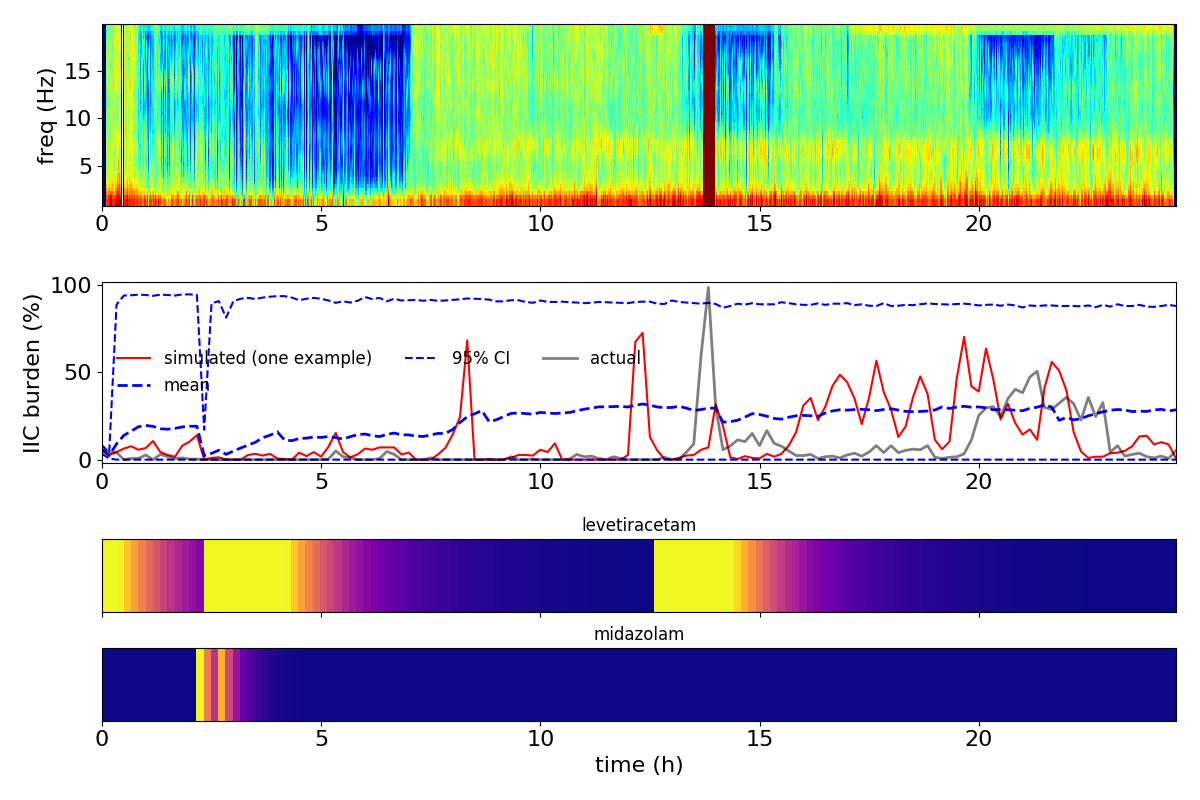 freq (Hz)
15
10
5
0 5 10 15 20
IIC burden (%)
100
50
0
simulated (one example) 95% CI actual
mean
0 5 10 15 20
levetiracetam
midazolam
0 5 10 15 20
time (h)